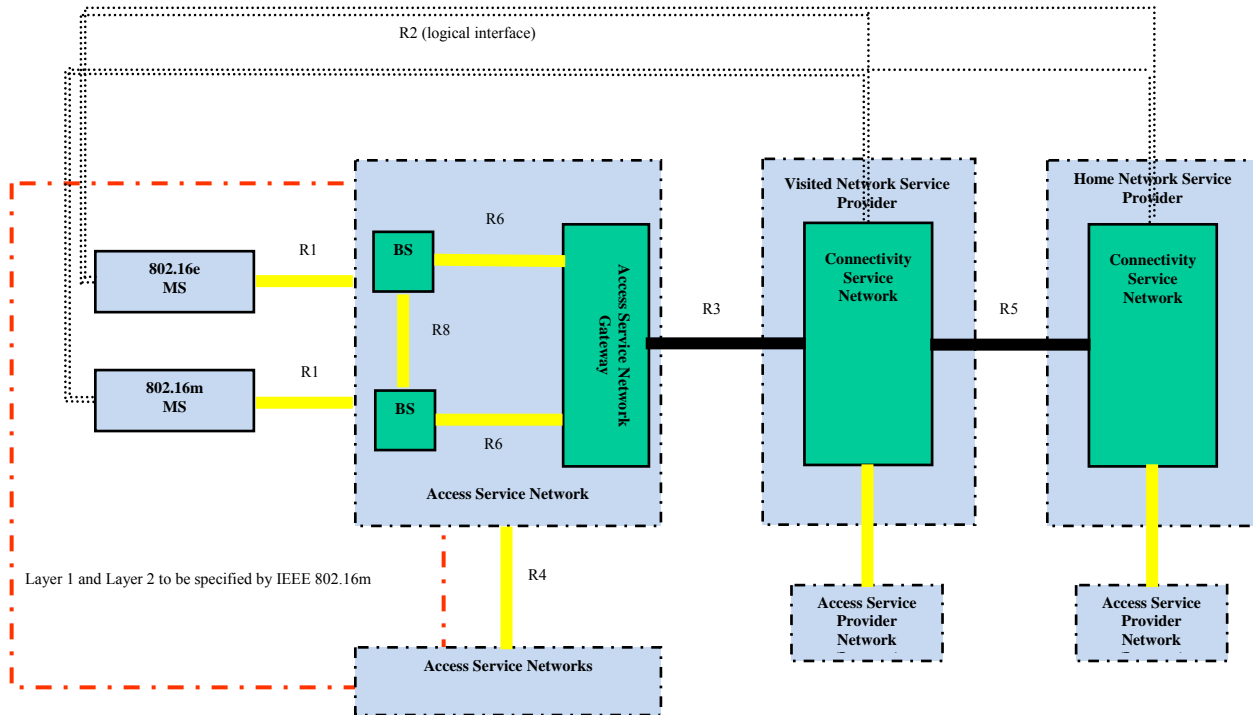 R2 (logical interface)
Visited Network Service
Provider
Home Network Service
Provider
R6
BS
R1
802.16e
MS
Access Service Network
Gateway
Connectivity
Service
Network
Connectivity
Service
Network
R3
R5
R8
R1
802.16m
MS
BS
R6
Access Service Network
Layer 1 and Layer 2 to be specified by IEEE 802.16m
R4
Access Service
Provider
Network
Access Service
Provider
Network
Access Service Networks